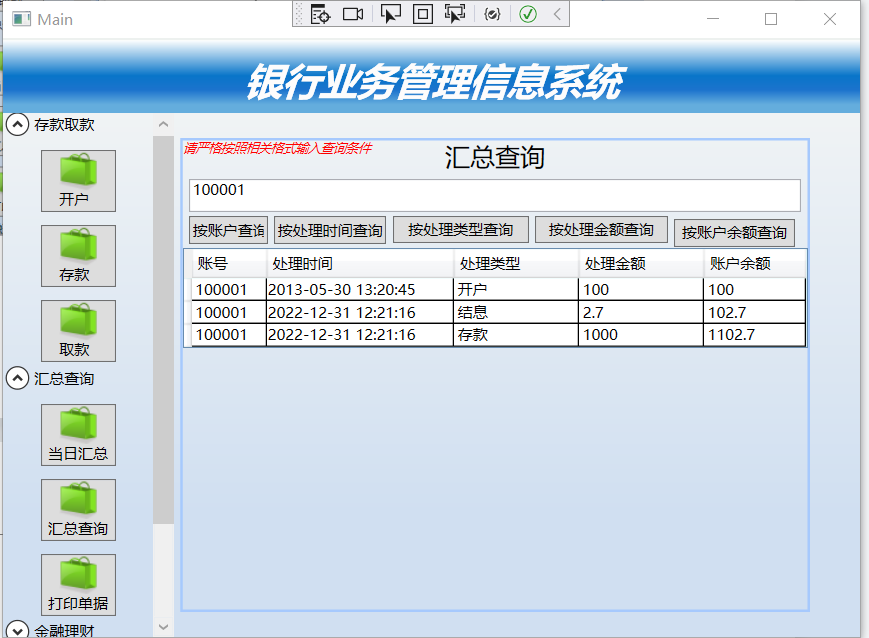 Main
银行业务管理信息系统
存款取款
开户
存款
取款
汇总查询
当日汇总
汇总查询
打印单据
金融理财
请严格按照相关格式输入查询条件
汇总查询
100001
按账户查询 按处理时间查询 按处理类型查询 按处理金额查询 按账户余额查询
账号 处理时间 处理类型 处理金额 账户余额
100001 2013-05-30 13:20:45 开户 100 100
100001 2022-12-31 12:21:16 结息 2.7 102.7
100001 2022-12-31 12:21:16 存款 1000 1102.7